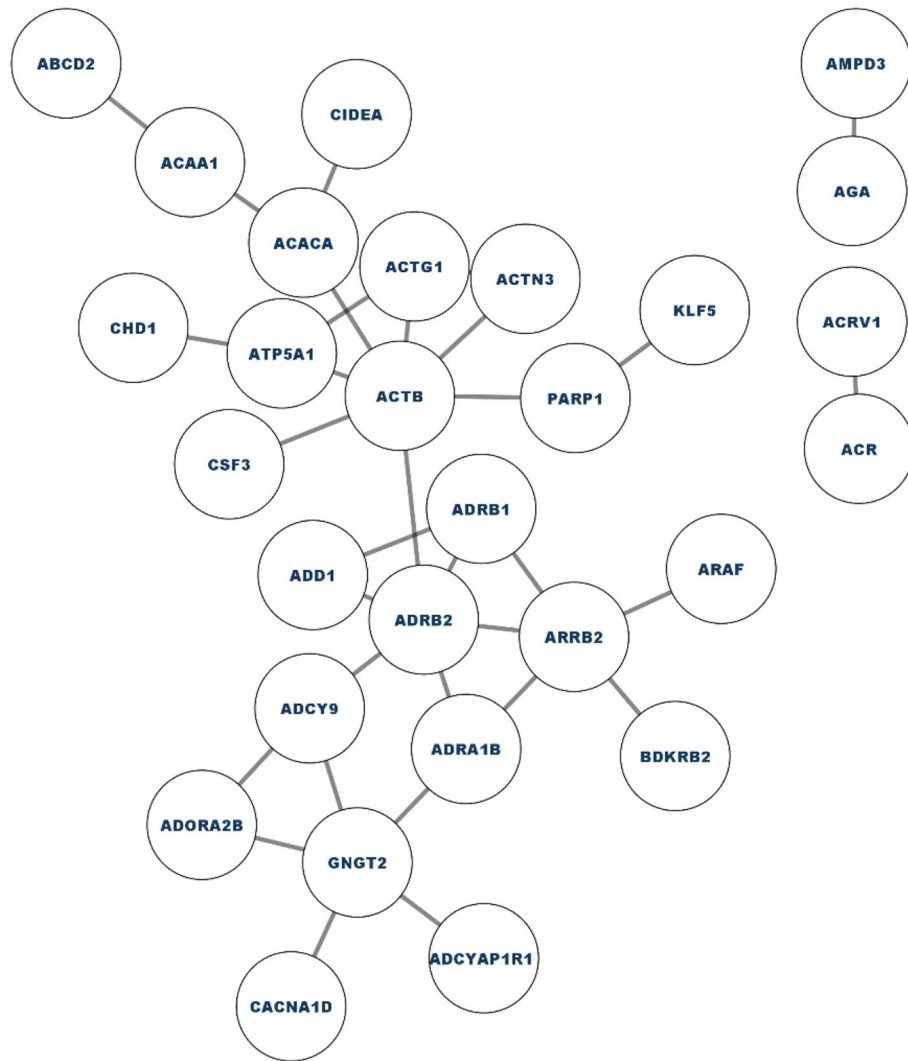 ABCD2
AMPD3
CIDEA
ACAA1
AGA
ACACA
ACTG1
ACTN3
KLF5
ACRV1
CHD1
ATP5A1
ACTB
PARP1
ACR
CSF3
ADRB1
ARAF
ADD1
ADRB2
ARRB2
ADCY9
ADRA1B
BDKRB2
ADORA2B
GNGT2
ADCYAP1R1
CACNA1D